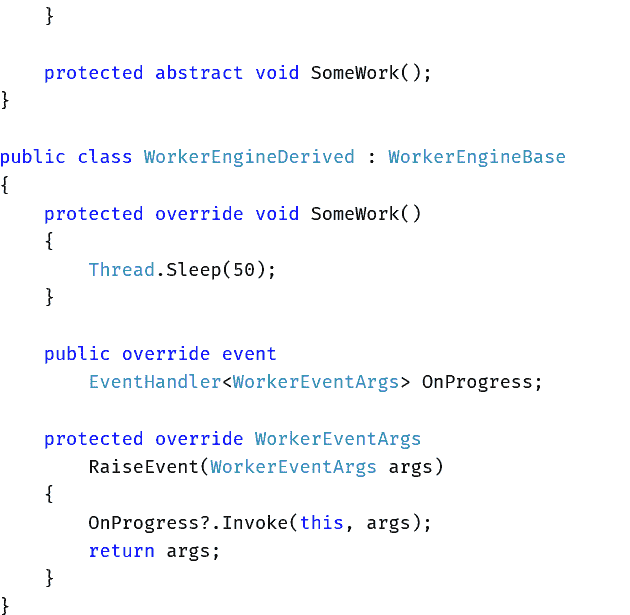 }

    protected abstract void SomeWork();
}

public class WorkerEngineDerived : WorkerEngineBase
{
    protected override void SomeWork()
    {
        Thread.Sleep(50);
    }

    public override event
        EventHandler<WorkerEventArgs> OnProgress;

    protected override WorkerEventArgs
        RaiseEvent(WorkerEventArgs args)
    {
        OnProgress?.Invoke(this, args);
        return args;
    }
}